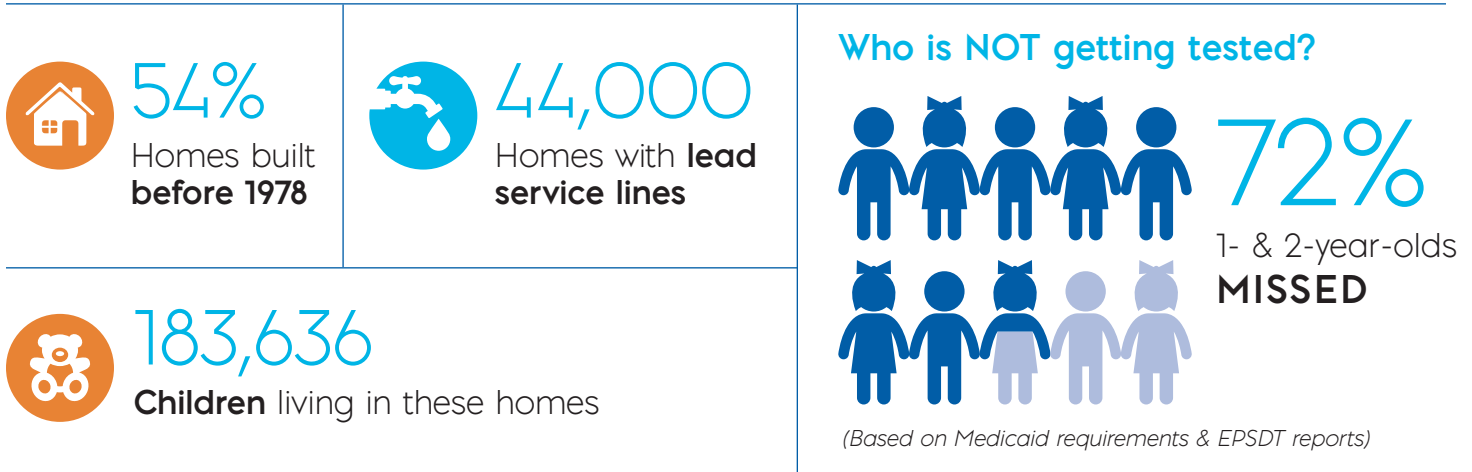 54%
Homes built
before 1978
44,000
Homes with lead
service lines
183,636
Children living in these homes
Who is NOT getting tested?
72%
1- & 2-year-olds
MISSED
(Based on Medicaid requirements & EPSDT reports)